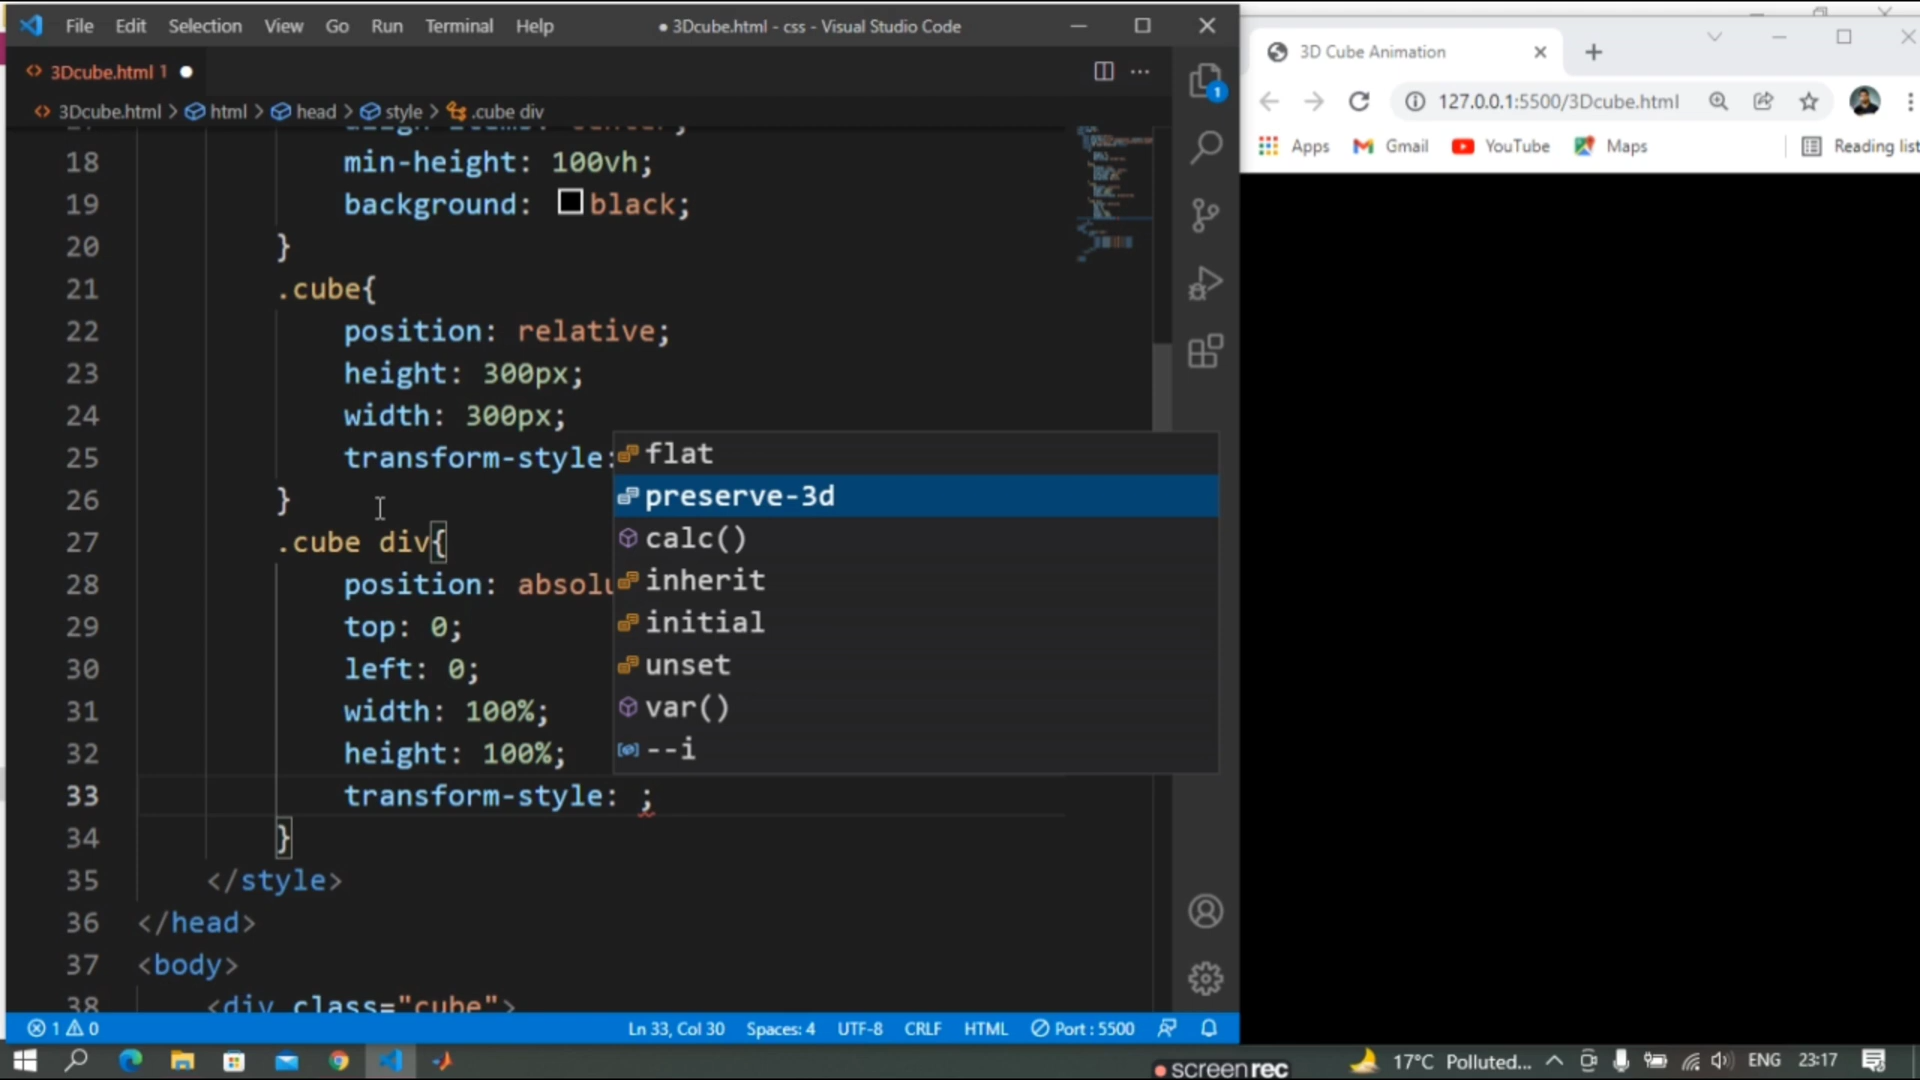 File Edit Selection View Go Run Terminal Help
● 3Dcube.html - css - Visual Studio Code
3Dcube.html 1
3Dcube.html > html > head > style > .cube div
18 min-height: 100vh;
19 background: black;
20 }
21 .cube{
22 position: relative;
23 height: 300px;
24 width: 300px;
25 transform-style:
26 }
27 .cube div{
28 position: absolu
29 top: 0;
30 left: 0;
31 width: 100%;
32 height: 100%;
33 transform-style: ;
34 }
35 </style>
36 </head>
37 <body>
38 <div class="cube">
flat
preserve-3d
calc()
inherit
initial
unset
var()
--i
1
1 0 Ln 33, Col 30 Spaces: 4 UTF-8 CRLF HTML Port : 5500
3D Cube Animation
127.0.0.1:5500/3Dcube.html
Apps Gmail YouTube Maps Reading list
screenrec
17°C Polluted... ENG 23:17